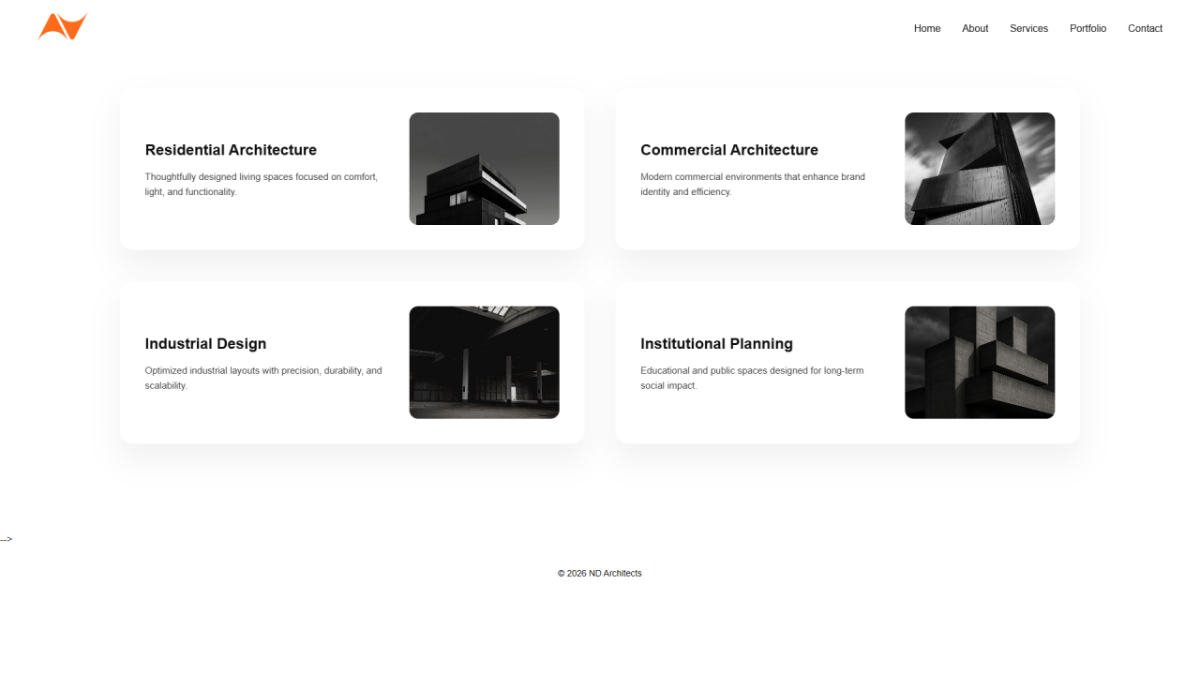 Home About Services Portfolio Contact
Residential Architecture
Thoughtfully designed living spaces focused on comfort,
light, and functionality.
Commercial Architecture
Modern commercial environments that enhance brand
identity and efficiency.
Industrial Design
Optimized industrial layouts with precision, durability, and
scalability.
Institutional Planning
Educational and public spaces designed for long-term
social impact.
-->
© 2026 ND Architects